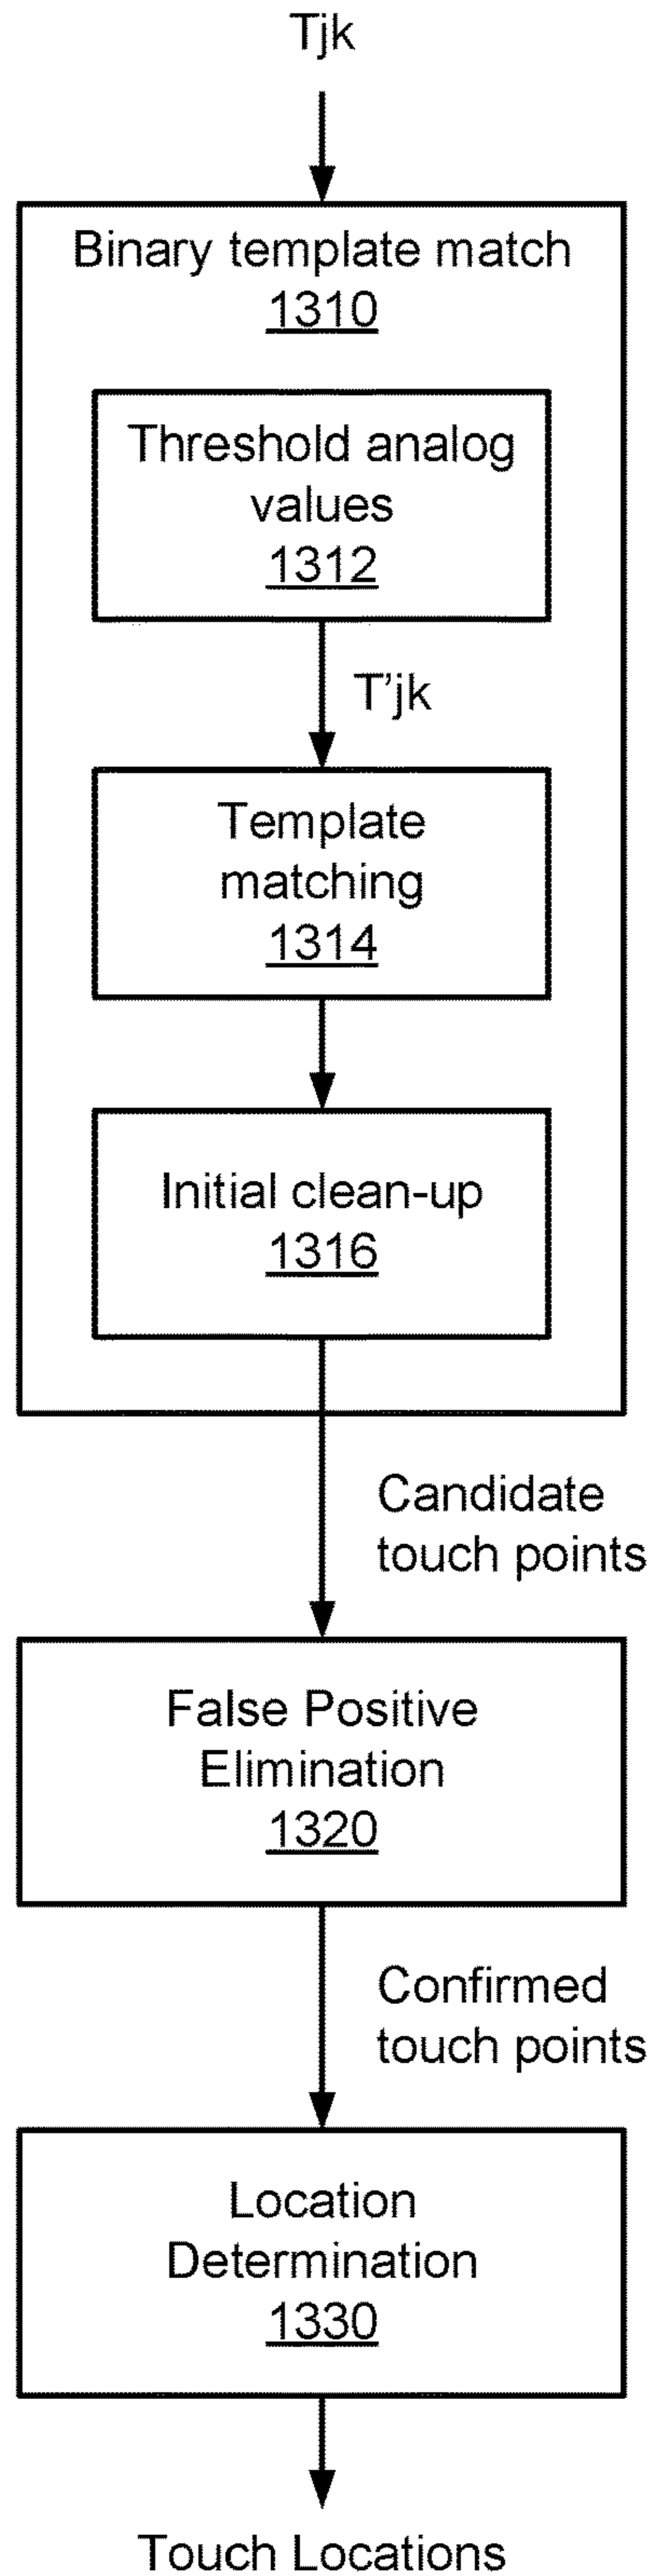 Tjk
Binary template match
1310
Threshold analog
values
1312
T'jk
Template
matching
1314
Initial clean-up
1316
Candidate
touch points
False Positive
Elimination
1320
Confirmed
touch points
Location
Determination
1330
Touch Locations